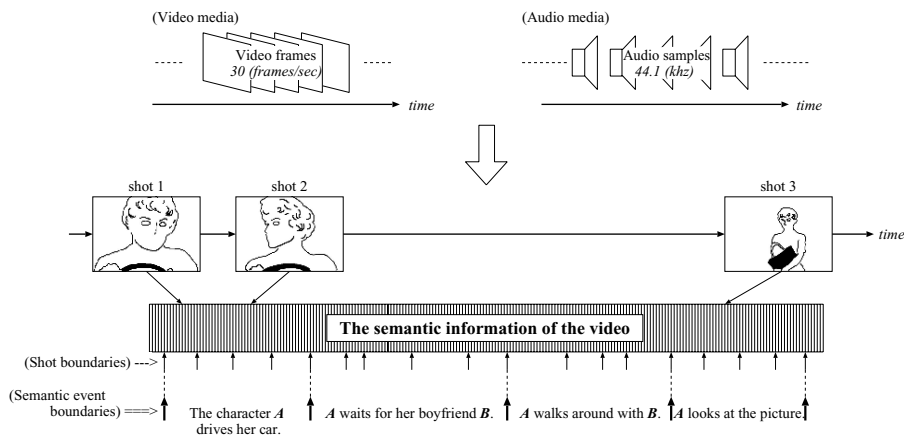 (Video media)
(Audio media)
Video frames
30 (frames/sec)
Audio samples
44.1 (khz)
time
time
shot 1
shot 2
shot 3
time
The semantic information of the video
(Shot boundaries) --->
(Semantic event
boundaries) ===>
The character A
drives her car.
A waits for her boyfriend B.
A walks around with B.
A looks at the picture.